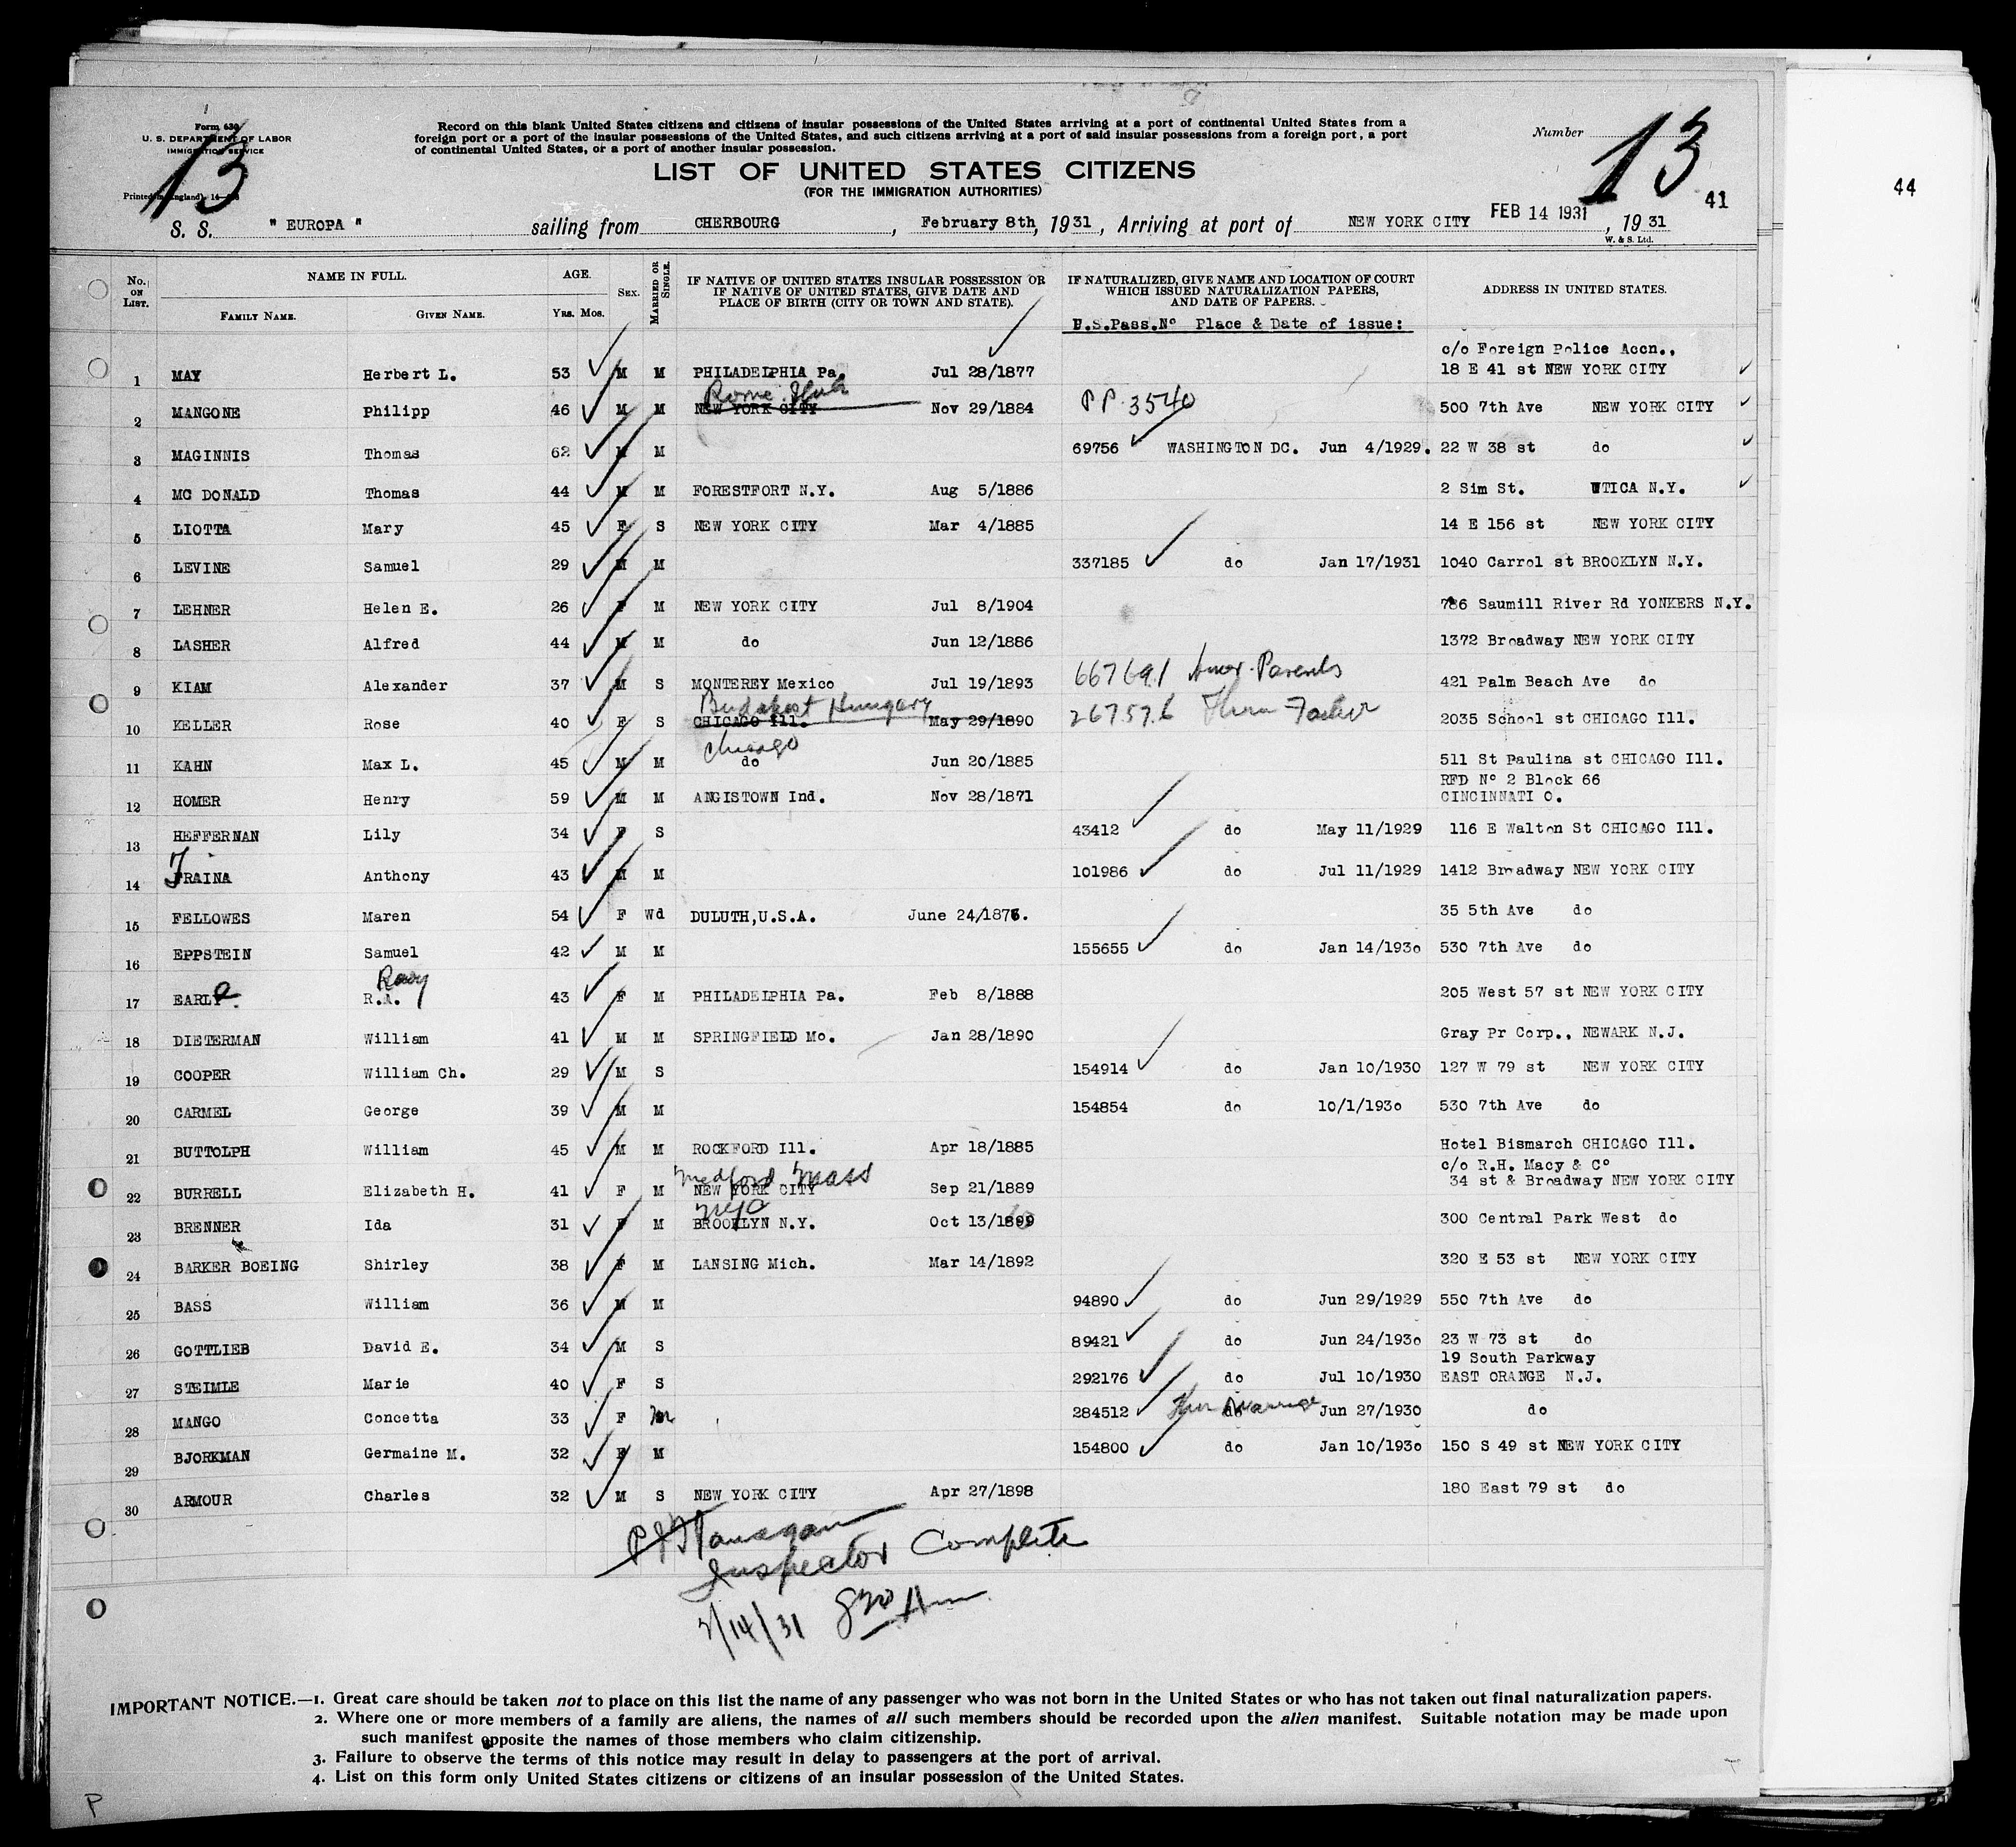 Form 630
U. S. DEPARTMENT OF LABOR
IMMIGRATION SERVICE
13
Record on this blank United States citizens and citizens of insular possessions of the United States arriving at a port of continental United States from a
foreign port or a port of the insular possessions of the United States, and such citizens arriving at a port of said insular possessions from a foreign port, a port
of continental United States, or a port of another insular possession.
Number 13
LIST OF UNITED STATES CITIZENS
(FOR THE IMMIGRATION AUTHORITIES)
41
44
S. S. " EUROPA " sailing from CHERBOURG, February 8th, 1931, Arriving at port of NEW YORK CITY FEB 14 1931, 1931
W. & S. Ltd.
No. ON LIST. NAME IN FULL. FAMILY NAME. GIVEN NAME. AGE. Yrs. Mos. SEX. MARRIED OR SINGLE. IF NATIVE OF UNITED STATES INSULAR POSSESSION OR IF NATIVE OF UNITED STATES, GIVE DATE AND PLACE OF BIRTH (CITY OR TOWN AND STATE). IF NATURALIZED, GIVE NAME AND LOCATION OF COURT WHICH ISSUED NATURALIZATION PAPERS, AND DATE OF PAPERS. ADDRESS IN UNITED STATES.
U.S.Pass.No Place & Date of issue:
c/o Foreign Police Accn.,
1 MAY Herbert L. 53 M M PHILADELPHIA Pa. Jul 28/1877 18 E 41 st NEW YORK CITY
Rome
2 MANGONE Philipp 46 M M NEW YORK CITY Nov 29/1884 PP 3540 500 7th Ave NEW YORK CITY
3 MAGINNIS Thomas 62 M M 69756 WASHINGTON DC. Jun 4/1929. 22 W 38 st do
4 MC DONALD Thomas 44 M M FORESTFORT N.Y. Aug 5/1886 2 Sim St. UTICA N.Y.
5 LIOTTA Mary 45 F S NEW YORK CITY Mar 4/1885 14 E 156 st NEW YORK CITY
6 LEVINE Samuel 29 M M 337185 do Jan 17/1931 1040 Carrol st BROOKLYN N.Y.
7 LEHNER Helen E. 26 F M NEW YORK CITY Jul 8/1904 786 Saumill River Rd YONKERS N.Y.
8 LASHER Alfred 44 M M do Jun 12/1886 1372 Broadway NEW YORK CITY
9 KIAM Alexander 37 M S MONTEREY Mexico Jul 19/1893 667691 Amer. Parents 421 Palm Beach Ave do
Budapest Hungary
10 KELLER Rose 40 F S CHICAGO Ill. May 29/1890 267576 Thru Father 2035 School st CHICAGO Ill.
Chicago
11 KAHN Max L. 45 M M do Jun 20/1885 511 St Paulina st CHICAGO Ill.
RFD No 2 Block 66
12 HOMER Henry 59 M M ANGISTOWN Ind. Nov 28/1871 CINCINNATI O.
13 HEFFERNAN Lily 34 F S 43412 do May 11/1929 116 E Walton St CHICAGO Ill.
14 TRAINA Anthony 43 M M 101986 do Jul 11/1929 1412 Broadway NEW YORK CITY
15 FELLOWES Maren 54 F Wd DULUTH,U.S.A. June 24/1876. 35 5th Ave do
16 EPPSTEIN Samuel 42 M M 155655 do Jan 14/1930 530 7th Ave do
17 EARLY R.A. 43 F M PHILADELPHIA Pa. Feb 8/1888 205 West 57 st NEW YORK CITY
18 DIETERMAN William 41 M M SPRINGFIELD Mo. Jan 28/1890 Gray Pr Corp., NEWARK N.J.
19 COOPER William Ch. 29 M S 154914 do Jan 10/1930 127 W 79 st NEW YORK CITY
20 CARMEL George 39 M M 154854 do 10/1/1930 530 7th Ave do
21 BUTTOLPH William 45 M M ROCKFORD Ill. Apr 18/1885 Hotel Bismarch CHICAGO Ill.
Medford Mass c/o R.H. Macy & Co
22 BURRELL Elizabeth H. 41 F M NEW YORK CITY Sep 21/1889 34 st & Broadway NEW YORK CITY
NYC
23 BRENNER Ida 31 F M BROOKLYN N.Y. Oct 13/1899 300 Central Park West do
24 BARKER BOEING Shirley 38 F M LANSING Mich. Mar 14/1892 320 E 53 st NEW YORK CITY
25 BASS William 36 M M 94890 do Jun 29/1929 550 7th Ave do
26 GOTTLIEB David E. 34 M S 89421 do Jun 24/1930 23 W 73 st do
19 South Parkway
27 STEIMLE Marie 40 F S 292176 do Jul 10/1930 EAST ORANGE N.J.
28 MANGO Concetta 33 F M 284512 Thru Marriage do Jun 27/1930 do
29 BJORKMAN Germaine M. 32 F M 154800 do Jan 10/1930 150 S 49 st NEW YORK CITY
30 ARMOUR Charles 32 M S NEW YORK CITY Apr 27/1898 180 East 79 st do
P J Flanagan
Inspector Complete
2/14/31 8 20 Am
IMPORTANT NOTICE.—1. Great care should be taken not to place on this list the name of any passenger who was not born in the United States or who has not taken out final naturalization papers.
2. Where one or more members of a family are aliens, the names of all such members should be recorded upon the alien manifest. Suitable notation may be made upon
such manifest opposite the names of those members who claim citizenship.
3. Failure to observe the terms of this notice may result in delay to passengers at the port of arrival.
4. List on this form only United States citizens or citizens of an insular possession of the United States.
P